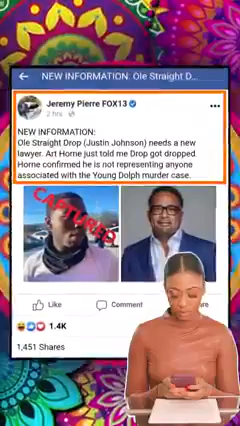 NEW INFORMATION: Ole Straight D...
Jeremy Pierre FOX13
2 hrs
NEW INFORMATION:
Ole Straight Drop (Justin Johnson) needs a new
lawyer. Art Horne just told me Drop got dropped.
Horne confirmed he is not representing anyone
associated with the Young Dolph murder case.
CAPTURED
Like
Comment
are
1.4K
1,451 Shares